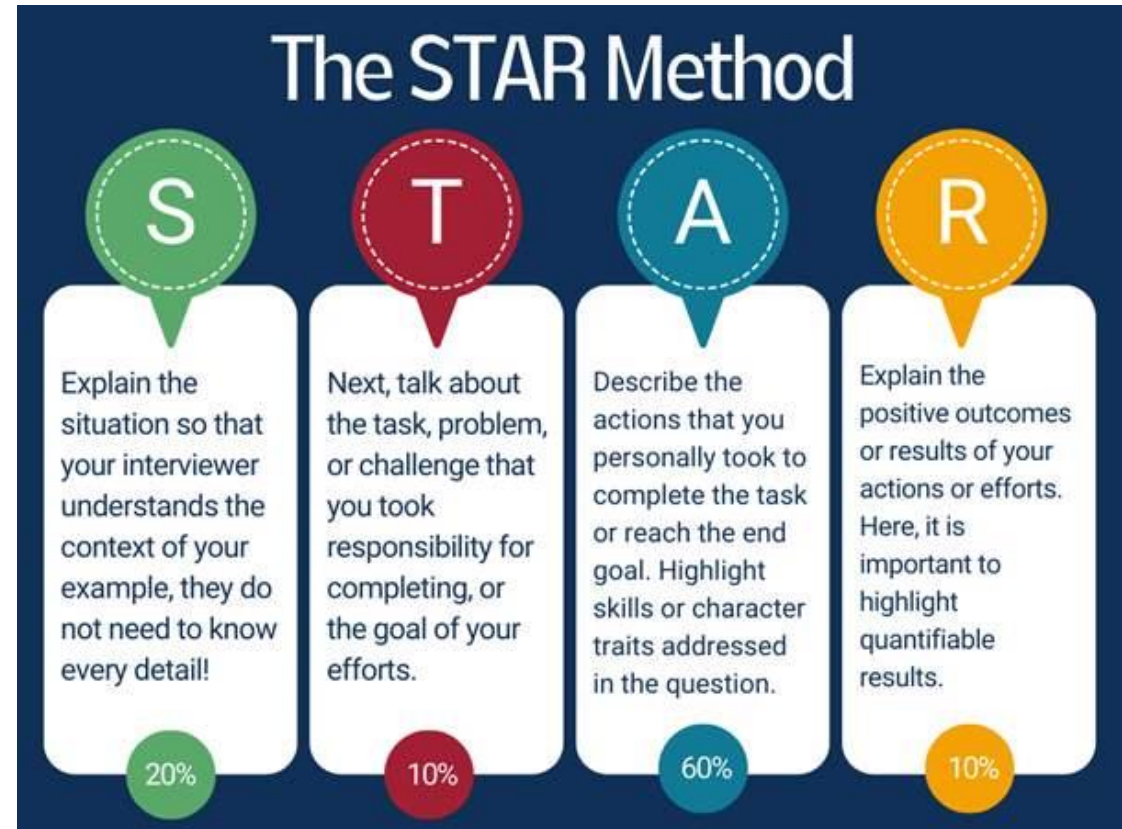 The STAR Method
S
Explain the
situation so that
your interviewer
understands the
context of your
example, they do
not need to know
every detail!
20%
T
Next, talk about
the task, problem,
or challenge that
you took
responsibility for
completing, or
the goal of your
efforts.
10%
A
Describe the
actions that you
personally took to
complete the task
or reach the end
goal. Highlight
skills or character
traits addressed
in the question.
60%
R
Explain the
positive outcomes
or results of your
actions or efforts.
Here, it is
important to
highlight
quantifiable
results.
10%